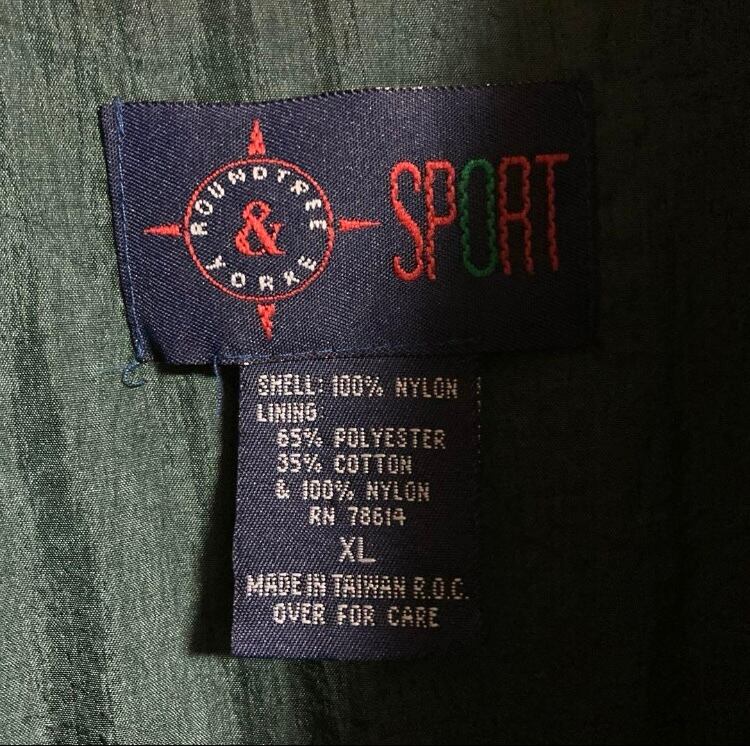 ROUNDTREE
&
YORKE
SPORT
SHELL: 100% NYLON
LINING:
65% POLYESTER
35% COTTON
& 100% NYLON
RN 78614
XL
MADE IN TAIWAN R.O.C.
OVER FOR CARE